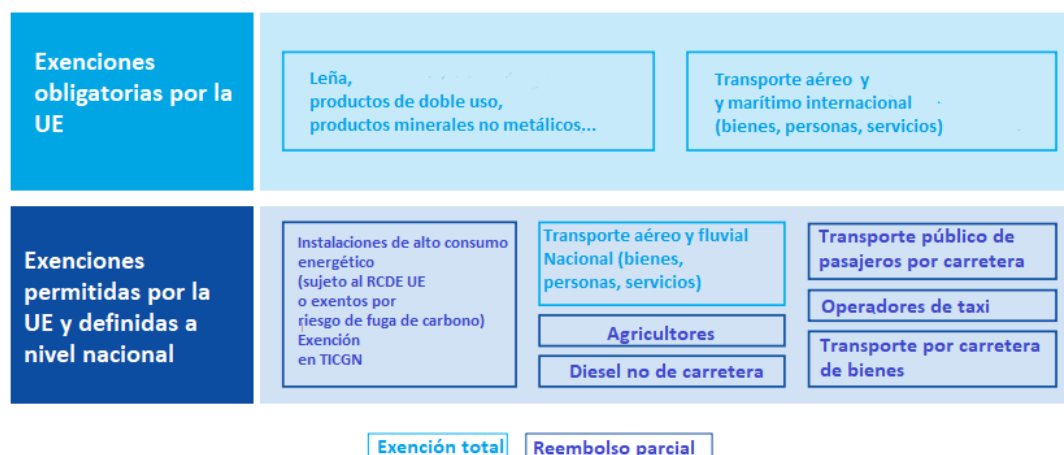 Exenciones
obligatorias por la
UE
Leña,
productos de doble uso,
productos minerales no metálicos...
Transporte aéreo y
y marítimo internacional
(bienes, personas, servicios)
Exenciones
permitidas por la
UE y definidas a
nivel nacional
Instalaciones de alto consumo
energético
(sujeto al RCDE UE
o exentos por
riesgo de fuga de carbono)
Exención
en TICGN
Transporte aéreo y fluvial
Nacional (bienes,
personas, servicios)
Agricultores
Diesel no de carretera
Transporte público de
pasajeros por carretera
Operadores de taxi
Transporte por carretera
de bienes
Exención total
Reembolso parcial